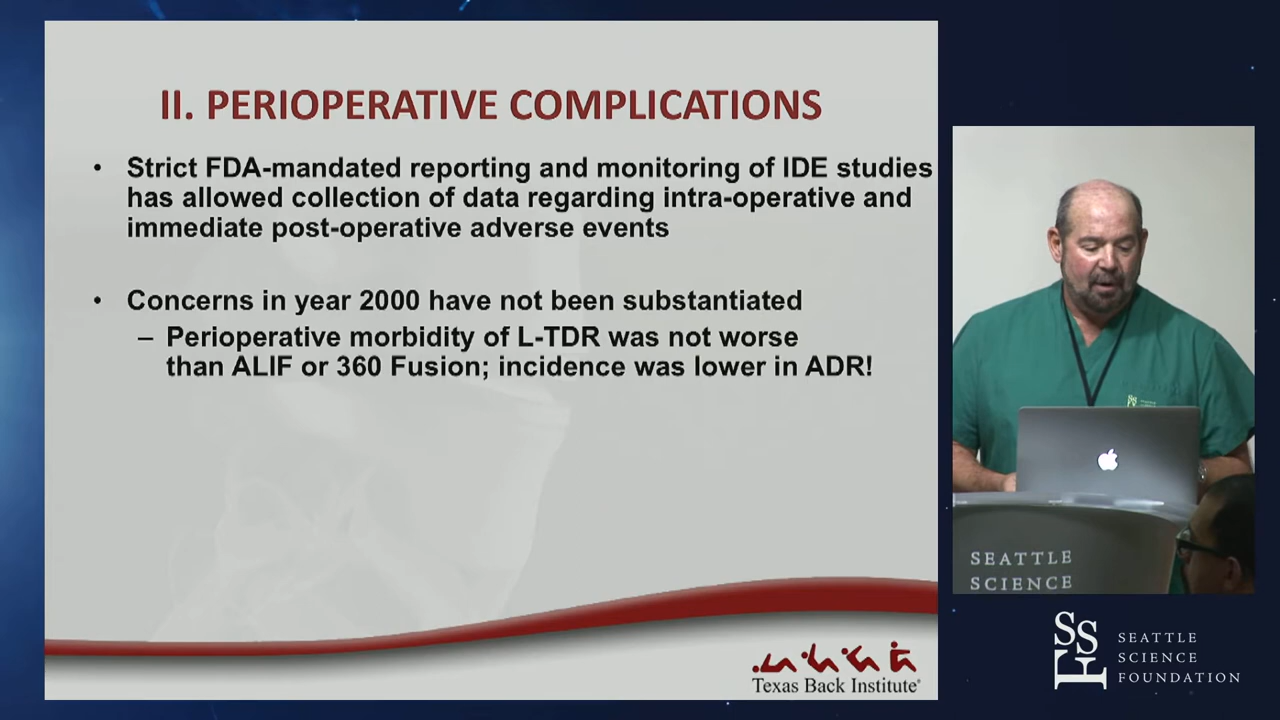 II. PERIOPERATIVE COMPLICATIONS
• Strict FDA-mandated reporting and monitoring of IDE studies
has allowed collection of data regarding intra-operative and
immediate post-operative adverse events
• Concerns in year 2000 have not been substantiated
– Perioperative morbidity of L-TDR was not worse
than ALIF or 360 Fusion; incidence was lower in ADR!
Texas Back Institute®
SEATTLE
SCIENCE
SSF
SEATTLE
SCIENCE
FOUNDATION